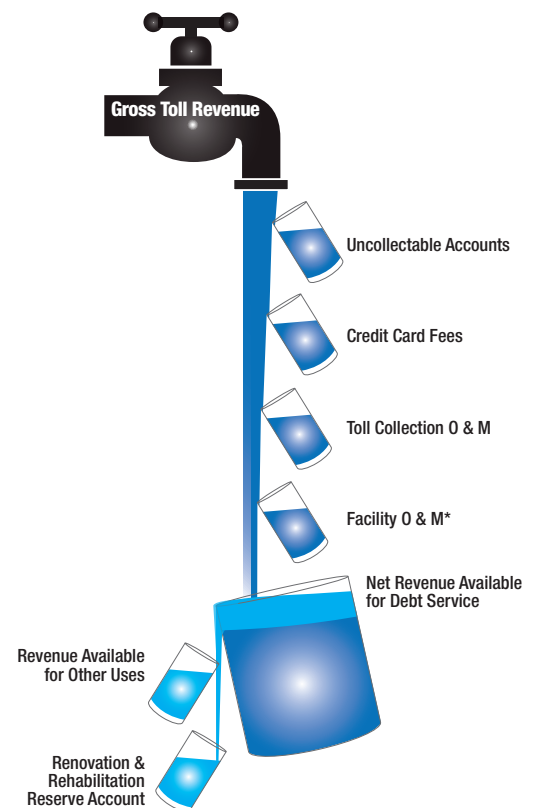 Gross Toll Revenue
Uncollectable Accounts
Credit Card Fees
Toll Collection O & M
Facility O & M*
Net Revenue Available
for Debt Service
Revenue Available
for Other Uses
Renovation &
Rehabilitation
Reserve Account